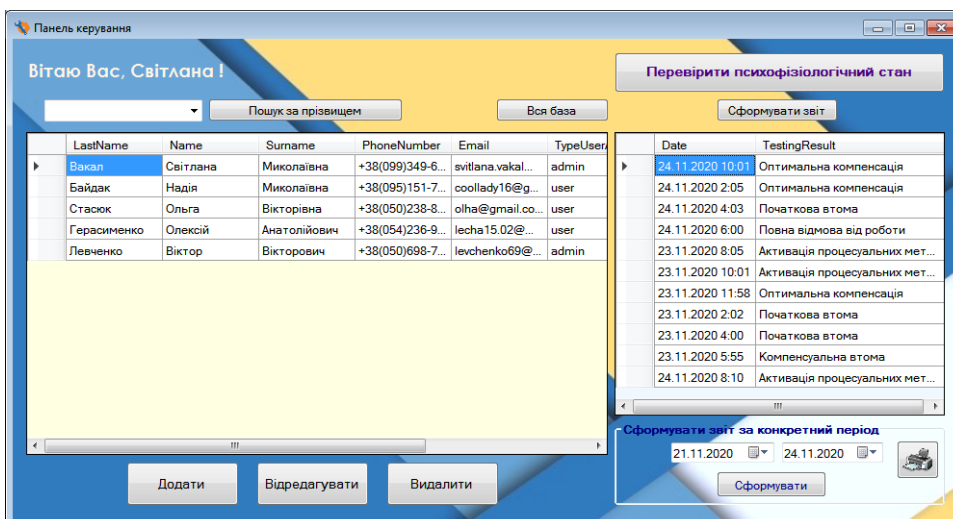 Панель керування
Вітаю Вас, Світлана !
Перевірити психофізіологічний стан
Пошук за прізвищем
Вся база
Сформувати звіт
LastName Name Surname PhoneNumber Email TypeUser
Вакал Світлана Миколаївна +38(099)349-6... svitlana.vakal... admin
Байдак Надія Миколаївна +38(095)151-7... coollady16@g... user
Стасюк Ольга Вікторівна +38(050)238-8... olha@gmail.co... user
Герасименко Олексій Анатолійович +38(054)236-9... lecha15.02@... user
Левченко Віктор Вікторович +38(050)698-7... levchenko69@... admin
Date TestingResult
24.11.2020 10:01 Оптимальна компенсація
24.11.2020 2:05 Оптимальна компенсація
24.11.2020 4:03 Початкова втома
24.11.2020 6:00 Повна відмова від роботи
23.11.2020 8:05 Активація процесуальних мет...
23.11.2020 10:01 Активація процесуальних мет...
23.11.2020 11:58 Оптимальна компенсація
23.11.2020 2:02 Початкова втома
23.11.2020 4:00 Початкова втома
23.11.2020 5:55 Компенсуальна втома
24.11.2020 8:10 Активація процесуальних мет...
Сформувати звіт за конкретний період
21.11.2020 24.11.2020
Сформувати
Додати Відредагувати Видалити